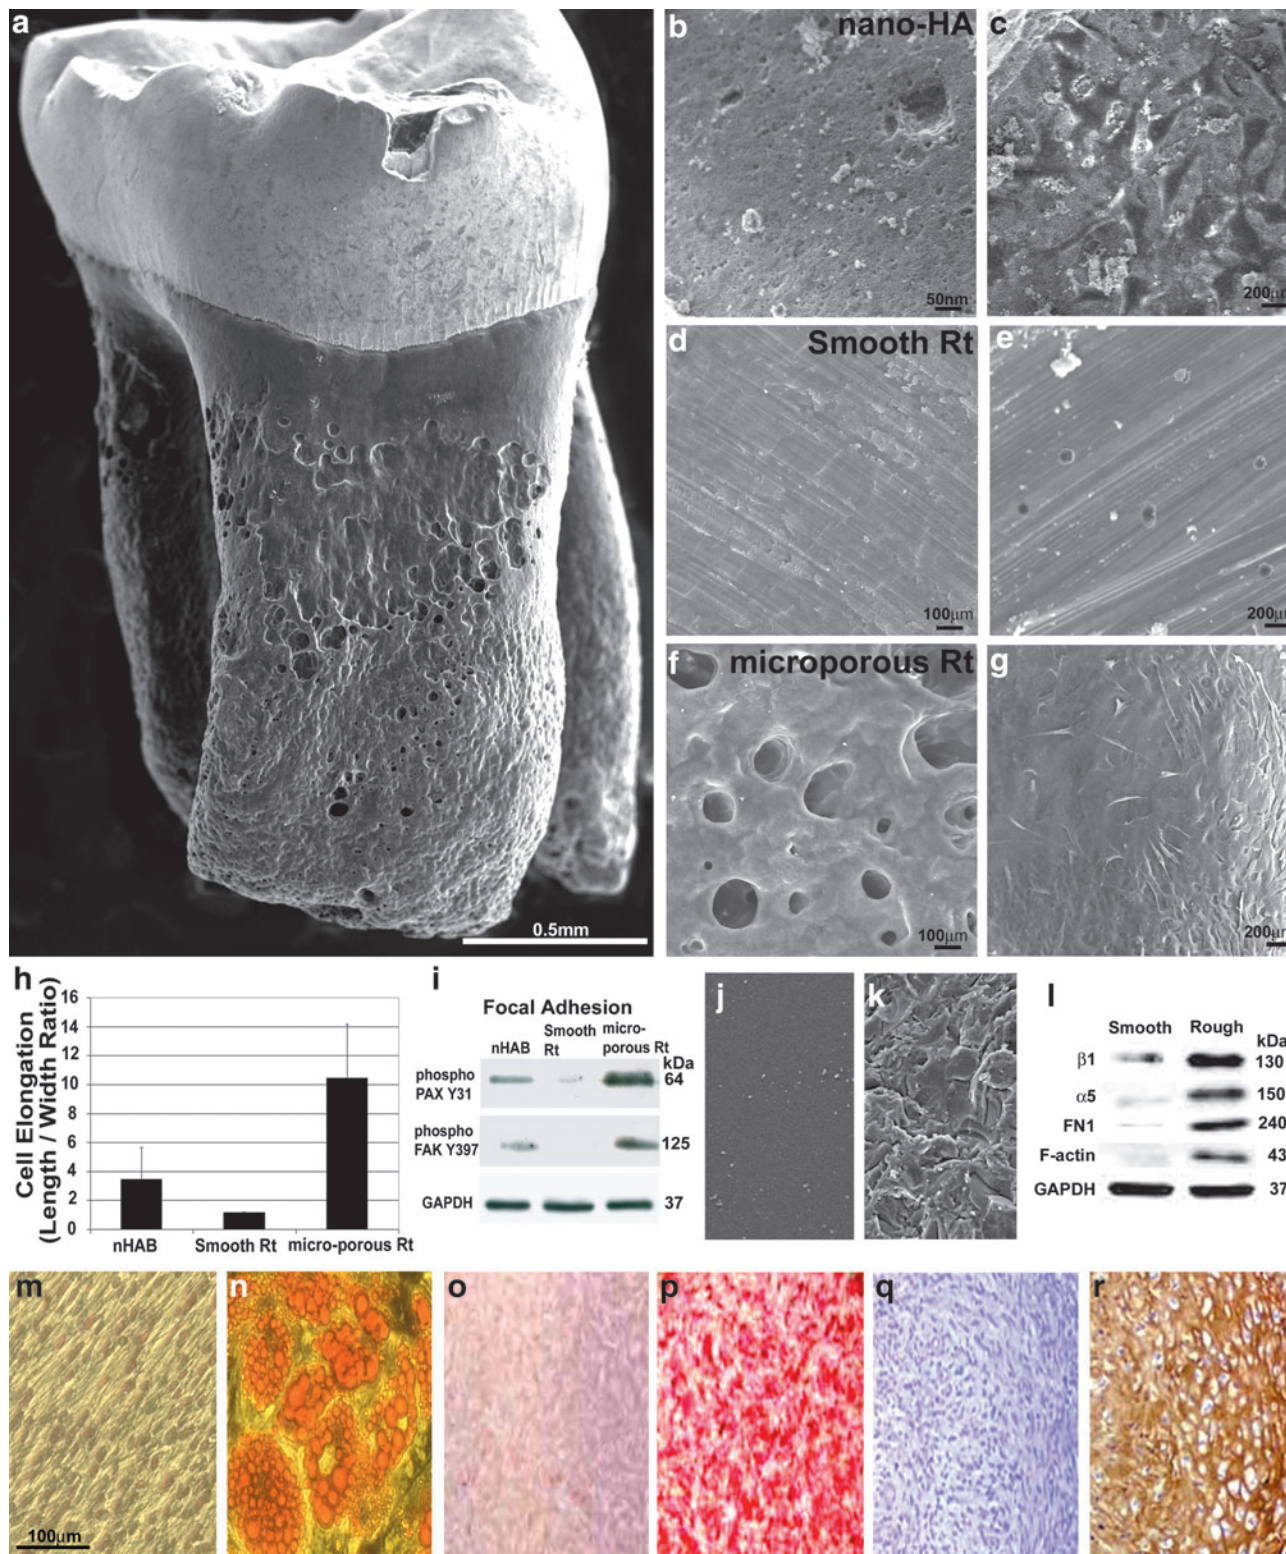 a
b
nano-HA
50nm
c
200μm
d
Smooth Rt
100μm
e
200μm
f
microporous Rt
100μm
g
200μm
0.5mm
h
Cell Elongation
(Length / Width Ratio)
16
14
12
10
8
6
4
2
0
nHAB
Smooth Rt
micro-porous Rt
i
Focal Adhesion
nHAB
Smooth
Rt
micro-
porous Rt
kDa
phospho
PAX Y31
64
phospho
FAK Y397
125
GAPDH
37
j
k
l
Smooth
Rough
kDa
β1
130
α5
150
FN1
240
F-actin
43
GAPDH
37
m
100μm
n
o
p
q
r